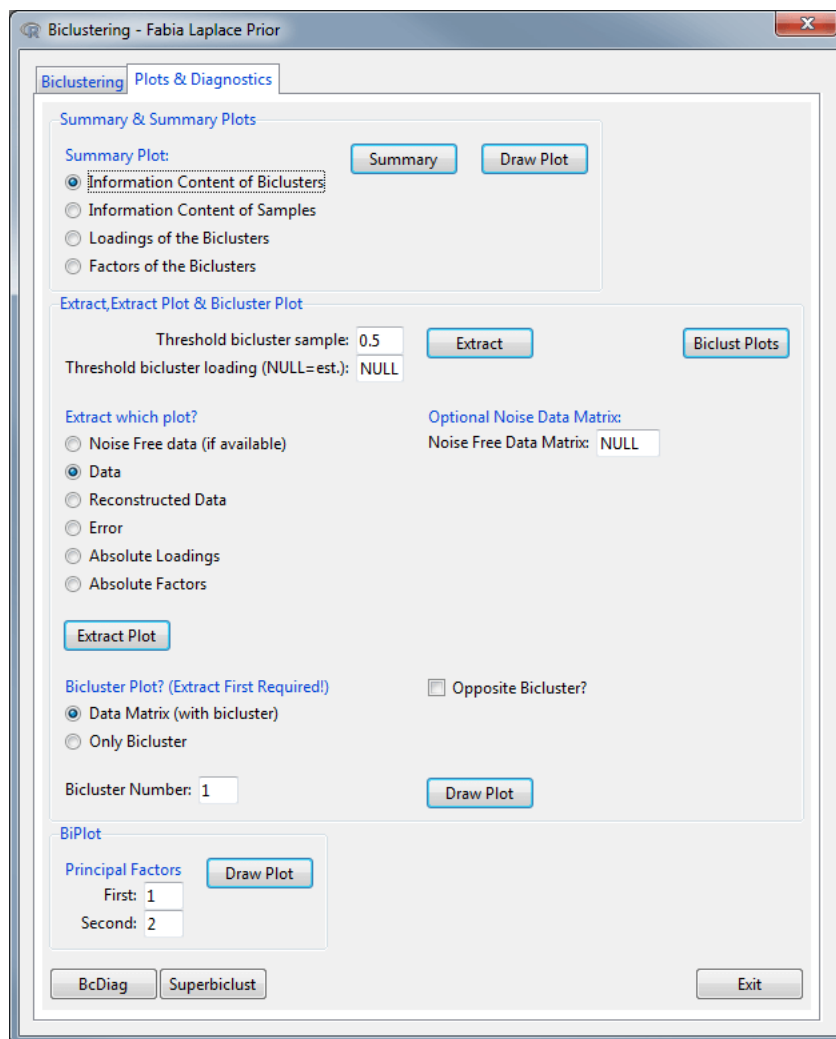 Biclustering - Fabia Laplace Prior
Biclustering Plots & Diagnostics
Summary & Summary Plots
Summary Plot: Summary Draw Plot
Information Content of Biclusters
Information Content of Samples
Loadings of the Biclusters
Factors of the Biclusters
Extract,Extract Plot & Bicluster Plot
Threshold bicluster sample: 0.5 Extract Biclust Plots
Threshold bicluster loading (NULL=est.): NULL
Extract which plot? Optional Noise Data Matrix:
Noise Free data (if available) Noise Free Data Matrix: NULL
Data
Reconstructed Data
Error
Absolute Loadings
Absolute Factors
Extract Plot
Bicluster Plot? (Extract First Required!) Opposite Bicluster?
Data Matrix (with bicluster)
Only Bicluster
Bicluster Number: 1 Draw Plot
BiPlot
Principal Factors Draw Plot
First: 1
Second: 2
BcDiag Superbiclust Exit